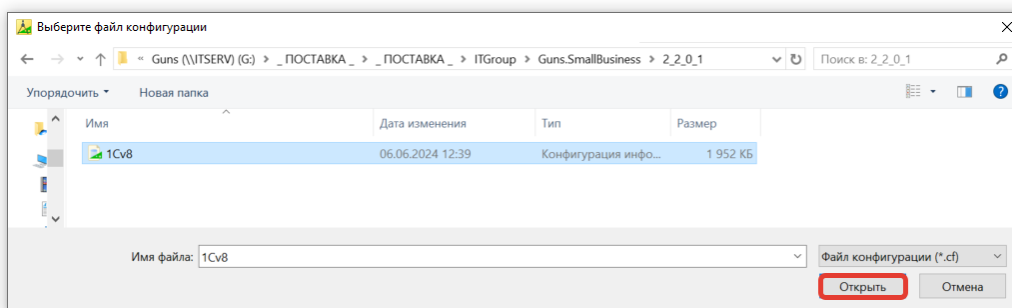 Выберите файл конфигурации
« Guns (\\ITSERV) (G:) > _ ПОСТАВКА _ > _ ПОСТАВКА _ > ITGroup > Guns.SmallBusiness > 2_2_0_1 Поиск в: 2_2_0_1
Упорядочить Новая папка
Имя Дата изменения Тип Размер
1Cv8 06.06.2024 12:39 Конфигурация инфо... 1 952 КБ
Имя файла: 1Cv8 Файл конфигурации (*.cf)
Открыть Отмена